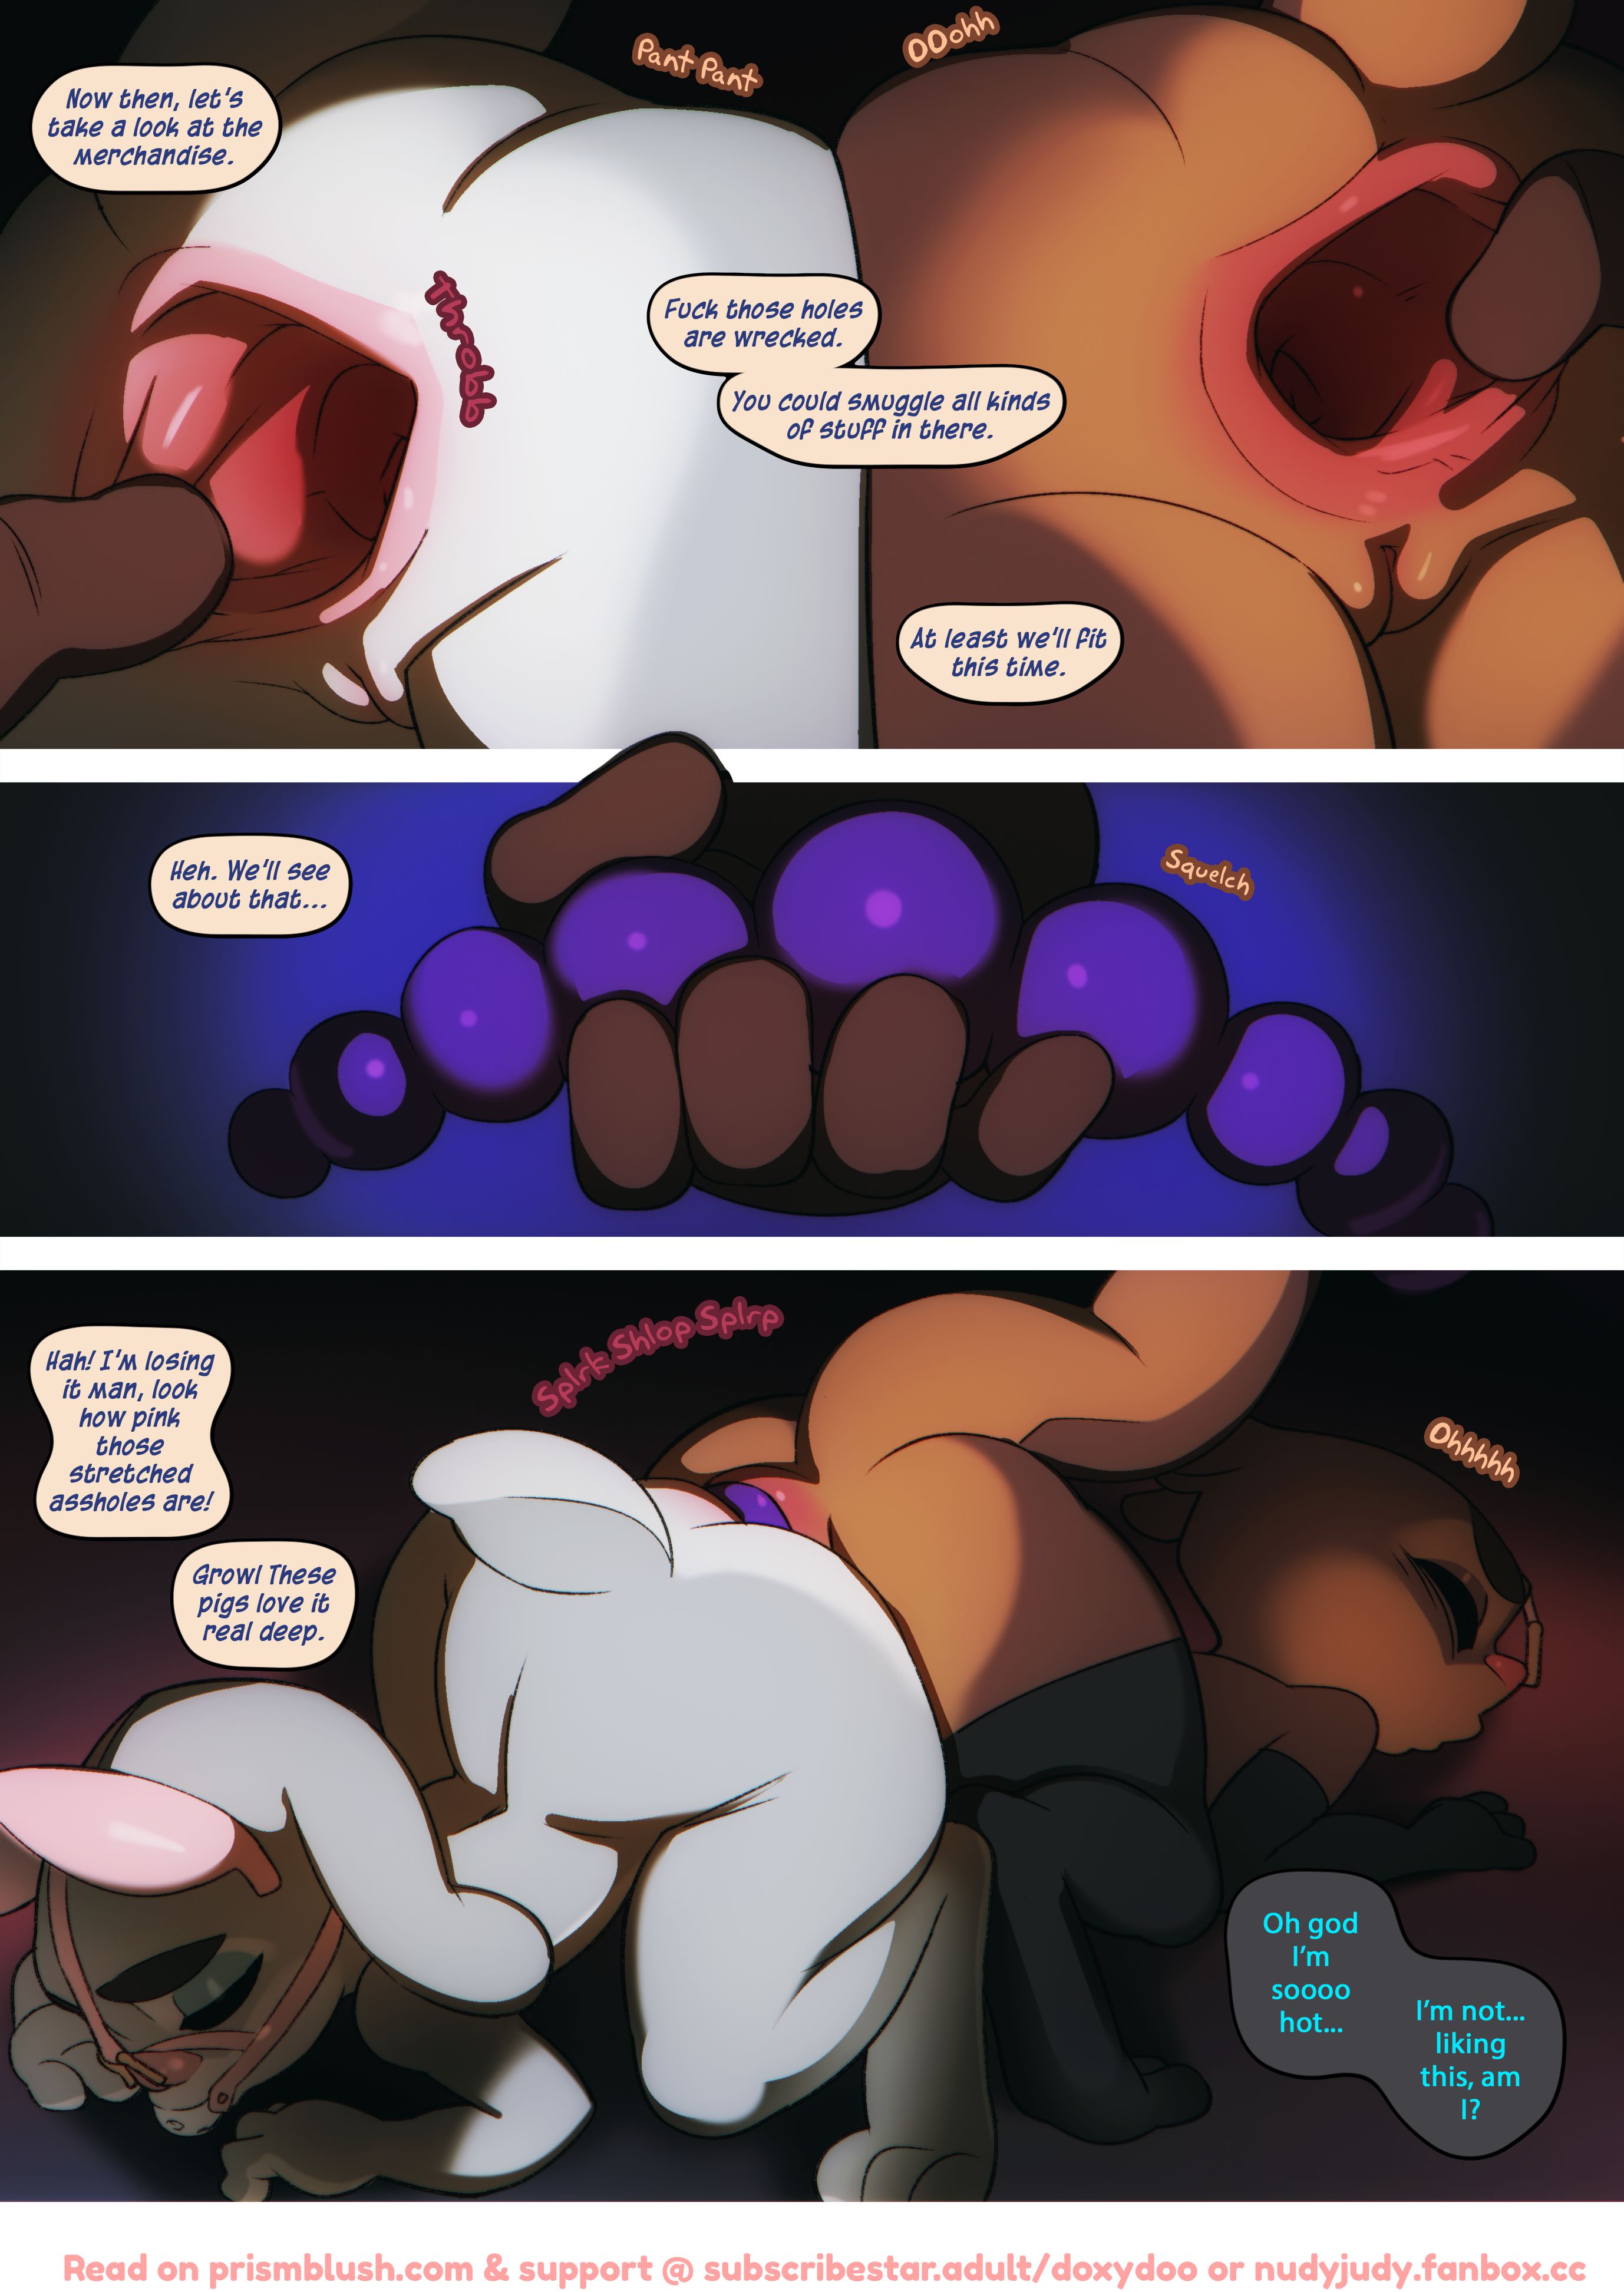 Pant Pant
OOohh
Now then, let's
take a look at the
merchandise.
Throbb
Fuck those holes
are wrecked.
You could smuggle all kinds
of stuff in there.
At least we'll fit
this time.
Heh. We'll see
about that...
Squelch
Splrk Shlop Splrp
Hah! I'm losing
it man, look
how pink
those
stretched
assholes are!
Growl These
pigs love it
real deep.
Ohhhhh
Oh god
I'm
soooo
hot...
I'm not...
liking
this, am
I?
Read on prismblush.com & support @ subscribestar.adult/doxydoo or nudyjudy.fanbox.cc